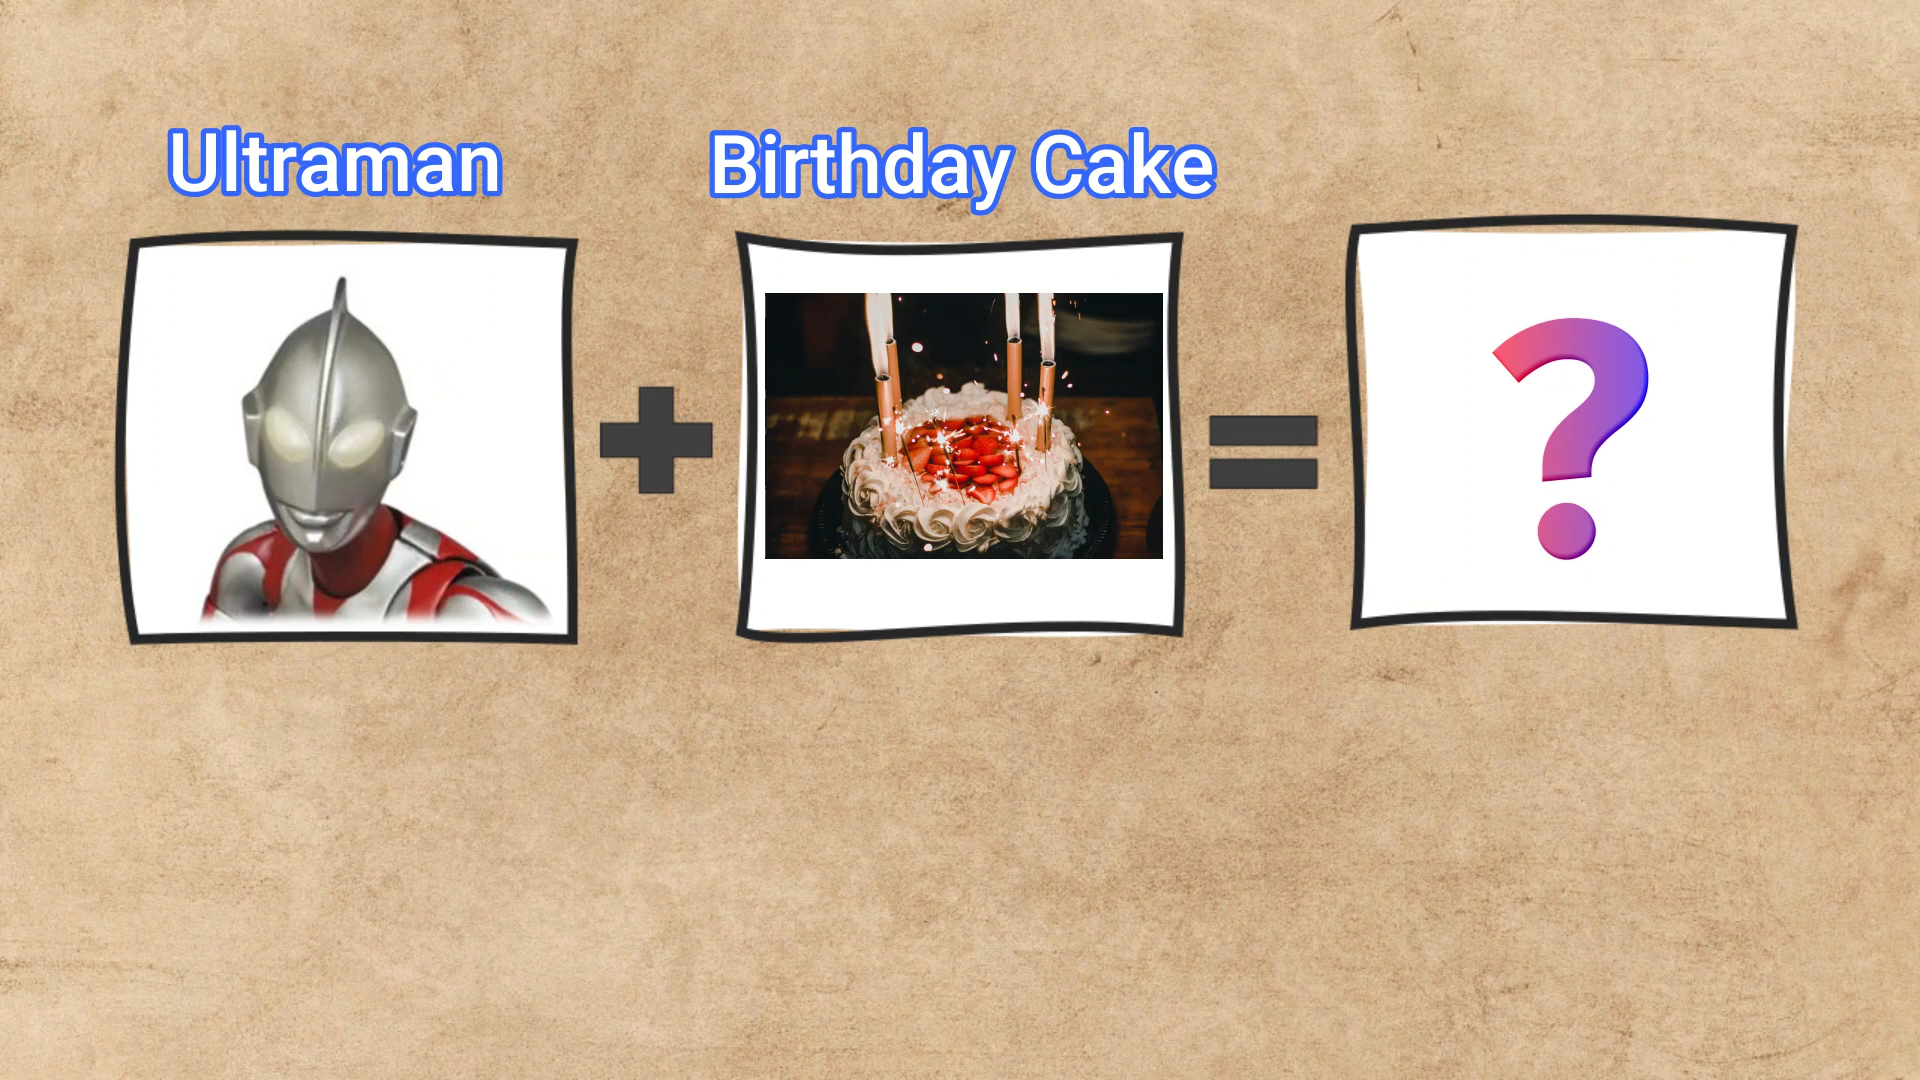 Ultraman
Birthday Cake
+
=
?